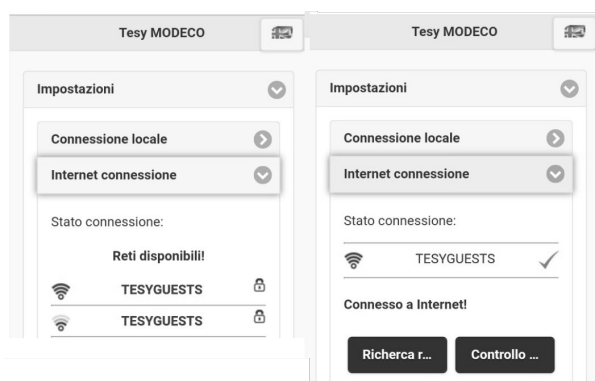 Tesy MODECO
Impostazioni
Connessione locale
Internet connessione
Stato connessione:
Reti disponibili!
TESYGUESTS
TESYGUESTS
Tesy MODECO
Impostazioni
Connessione locale
Internet connessione
Stato connessione:
TESYGUESTS
Connesso a Internet!
Richerca r... Controllo ...